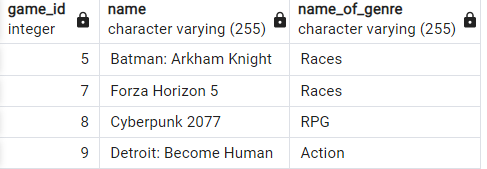 game_id name name_of_genre
integer character varying (255) character varying (255)
5 Batman: Arkham Knight Races
7 Forza Horizon 5 Races
8 Cyberpunk 2077 RPG
9 Detroit: Become Human Action